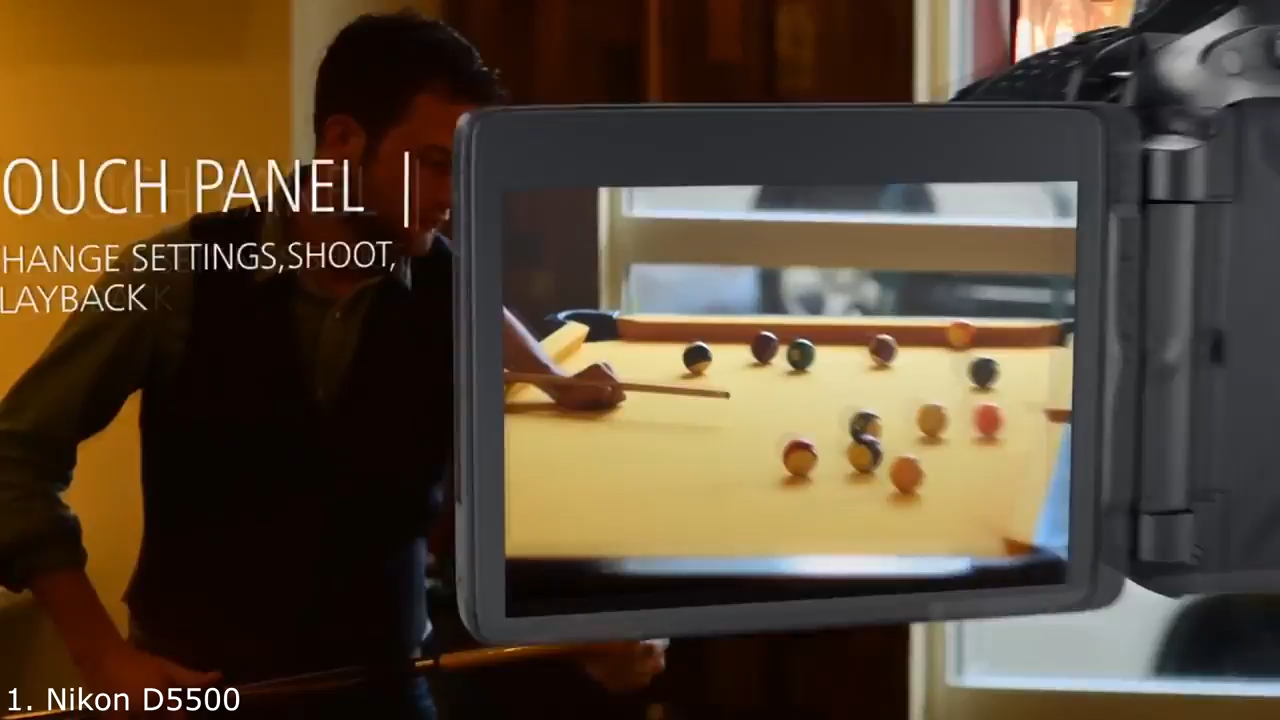 OUCH PANEL |
HANGE SETTINGS,SHOOT,
LAYBACK
1. Nikon D5500